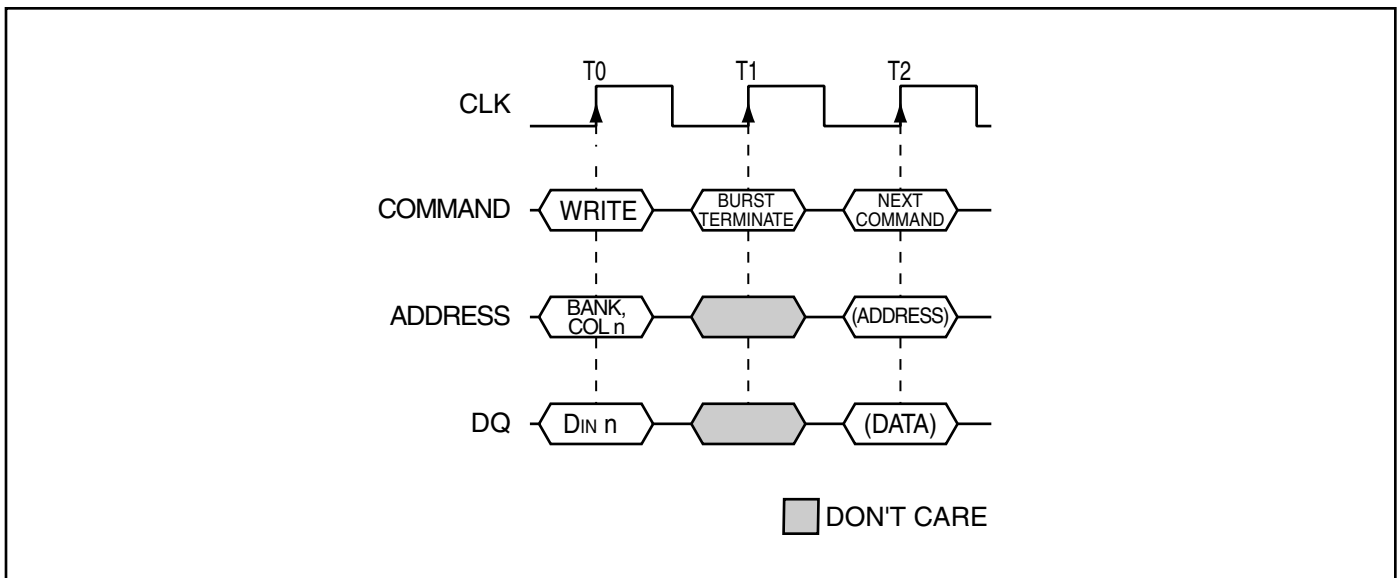 T0 T1 T2
CLK
COMMAND WRITE BURST TERMINATE NEXT COMMAND
ADDRESS BANK, COL n (ADDRESS)
DQ DIN n (DATA)
DON'T CARE